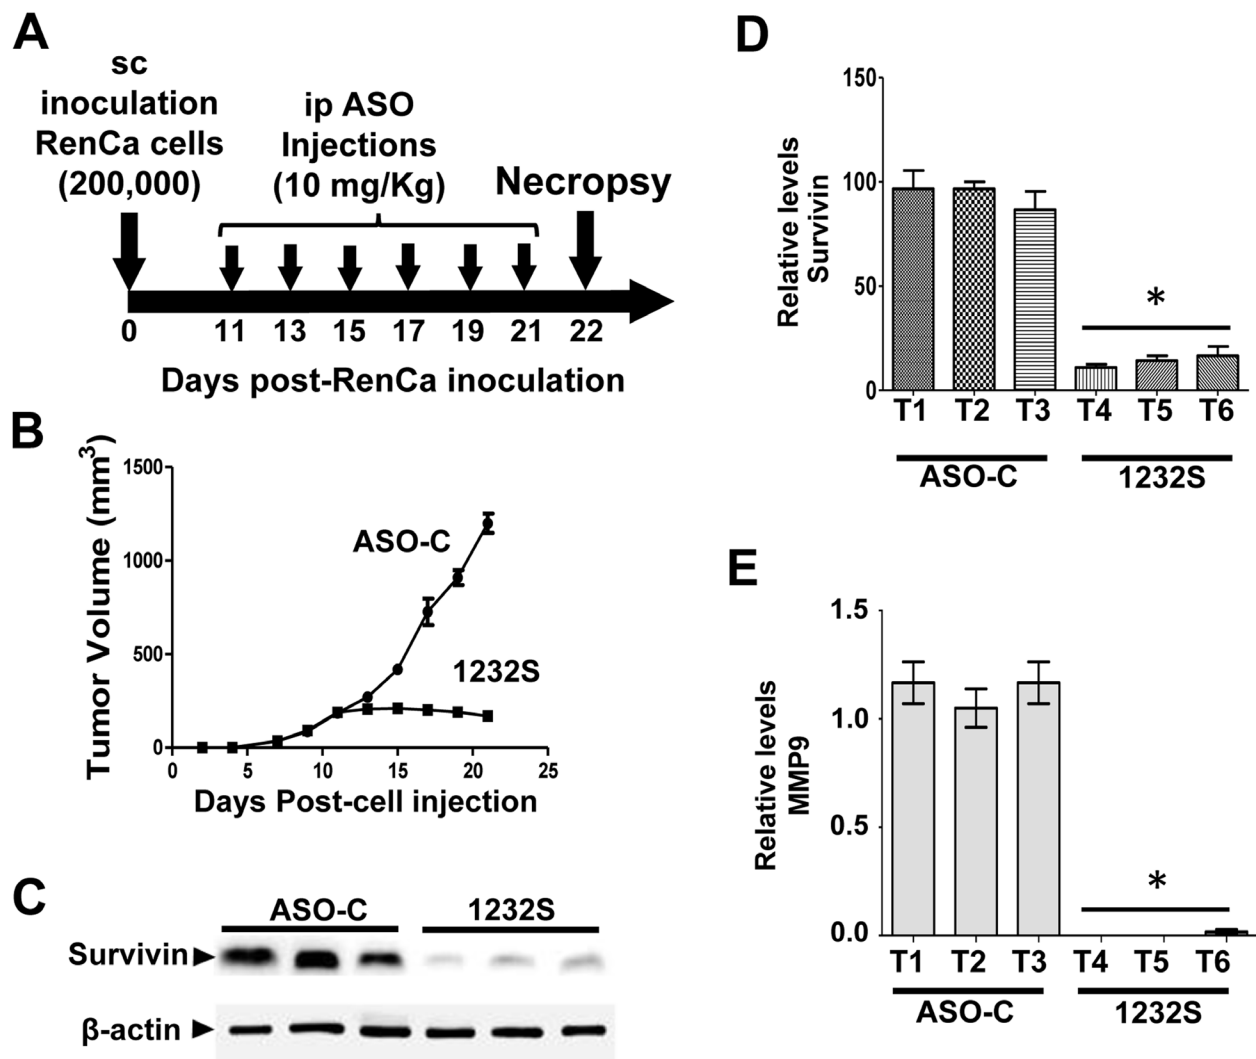 A
sc
inoculation
RenCa cells
(200,000)
ip ASO
Injections
(10 mg/Kg)
Necropsy
0 11 13 15 17 19 21 22
Days post-RenCa inoculation
B
Tumor Volume (mm³)
1500
1000
500
0
ASO-C
1232S
0 5 10 15 20 25
Days Post-cell injection
C
ASO-C 1232S
Survivin
β-actin
D
Relative levels
Survivin
150
100
50
0
*
T1 T2 T3 T4 T5 T6
ASO-C 1232S
E
Relative levels
MMP9
1.5
1.0
0.5
0.0
*
T1 T2 T3 T4 T5 T6
ASO-C 1232S